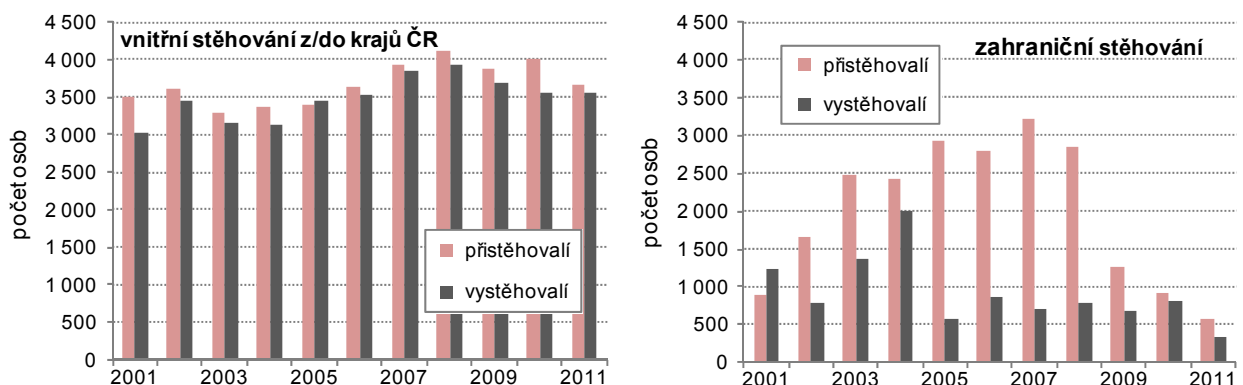 vnitřní stěhování z/do krajů ČR
počet osob
4 500
4 000
3 500
3 000
2 500
2 000
1 500
1 000
500
0
přistěhovalí
vystěhovalí
2001 2003 2005 2007 2009 2011
zahraniční stěhování
počet osob
4 500
4 000
3 500
3 000
2 500
2 000
1 500
1 000
500
0
přistěhovalí
vystěhovalí
2001 2003 2005 2007 2009 2011